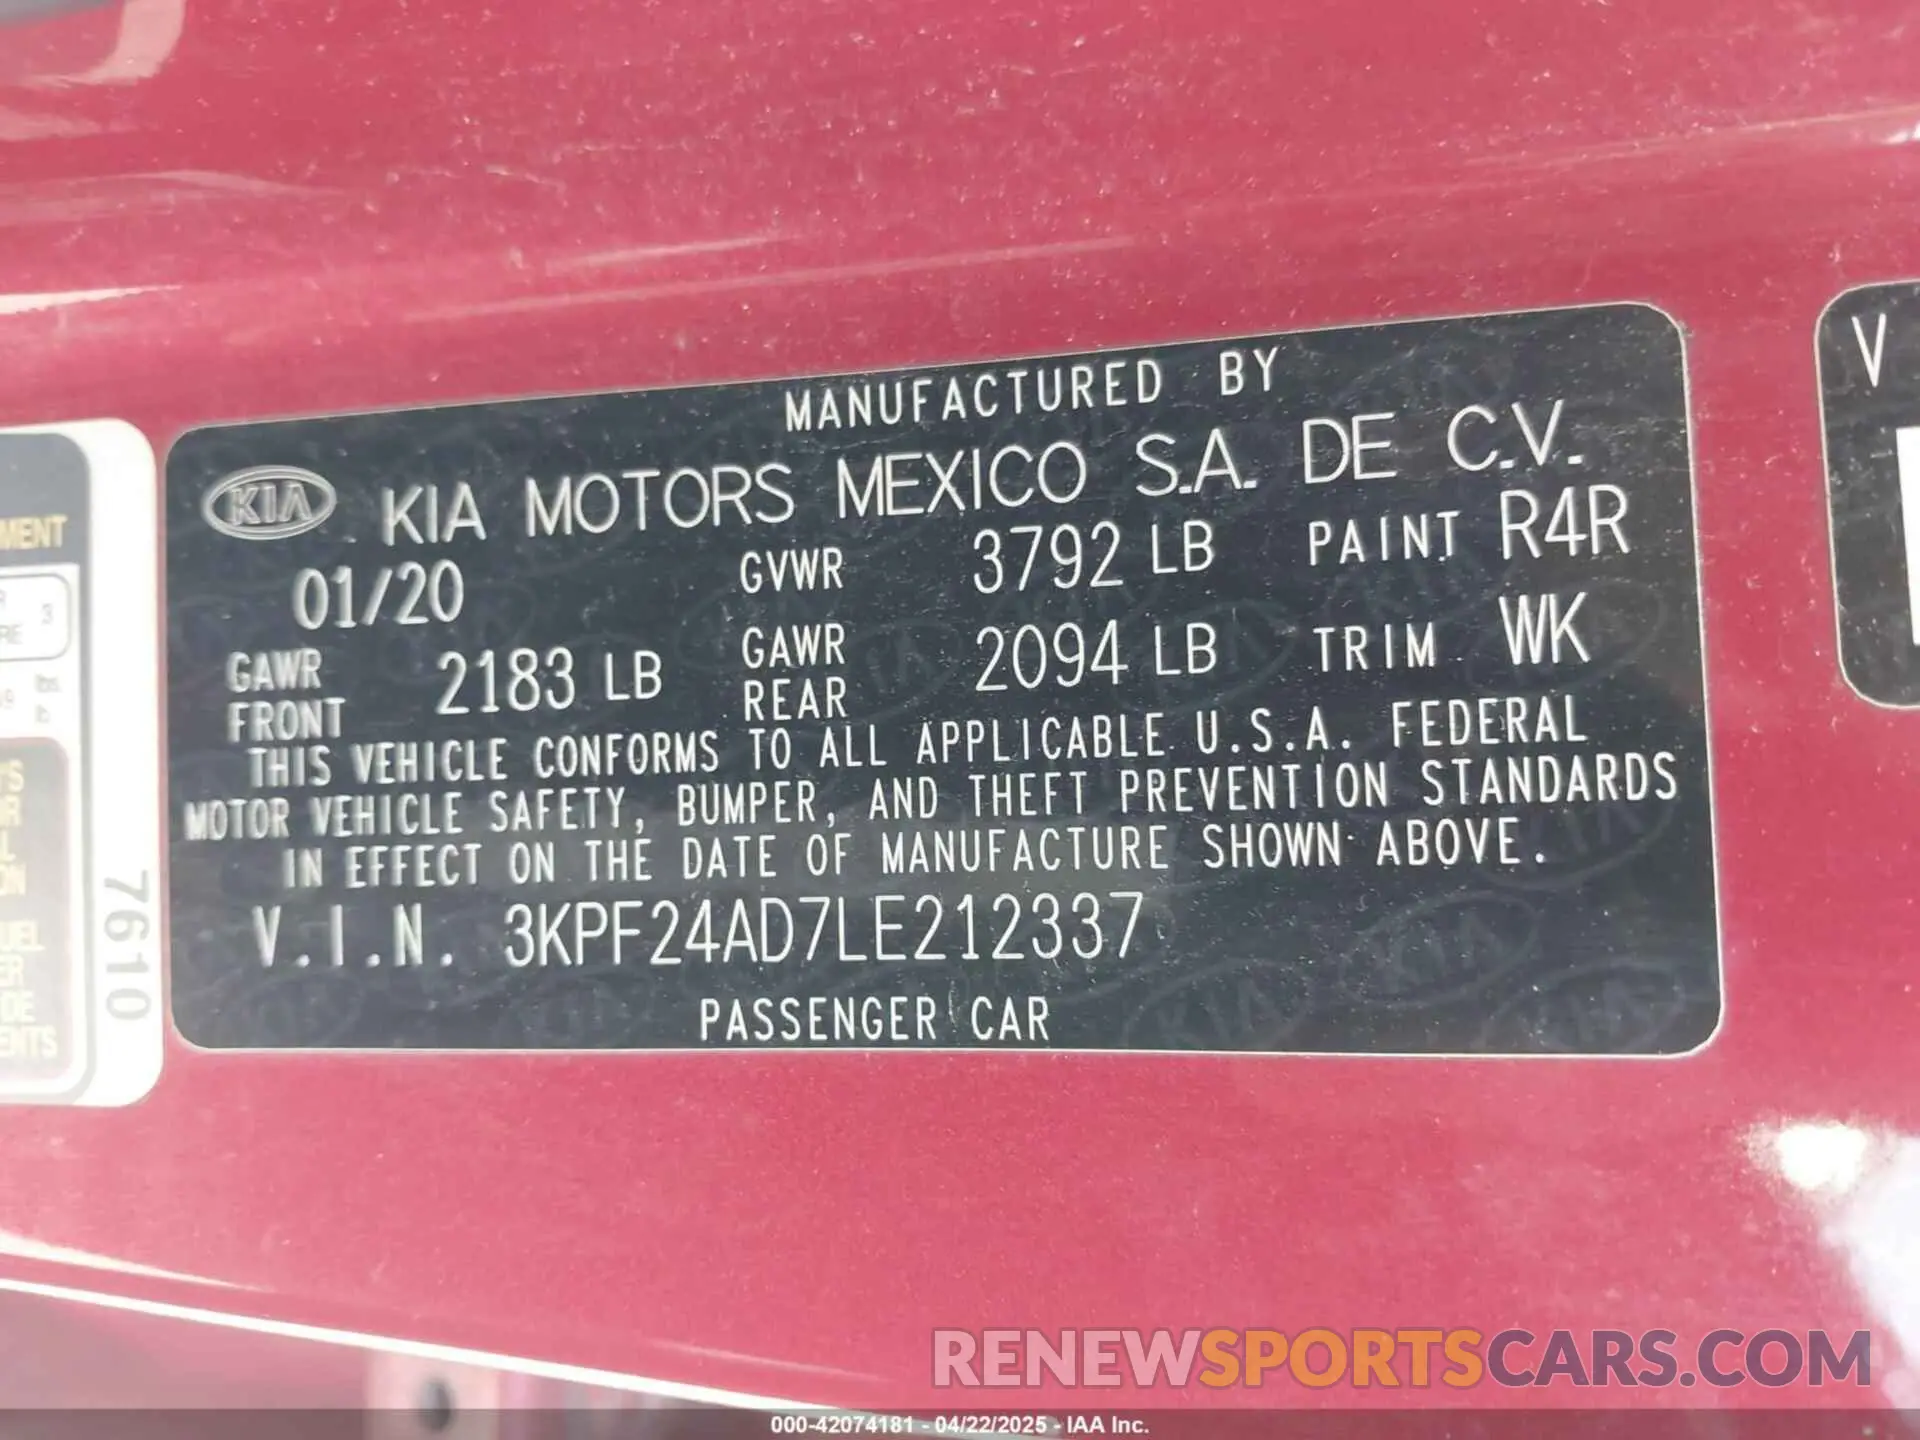 MANUFACTURED BY
KIA KIA MOTORS MEXICO S.A. DE C.V.
01/20 GVWR 3792 LB PAINT R4R
GAWR FRONT 2183 LB GAWR REAR 2094 LB TRIM WK
THIS VEHICLE CONFORMS TO ALL APPLICABLE U.S.A. FEDERAL
MOTOR VEHICLE SAFETY, BUMPER, AND THEFT PREVENTION STANDARDS
IN EFFECT ON THE DATE OF MANUFACTURE SHOWN ABOVE.
V.I.N. 3KPF24AD7LE212337
PASSENGER CAR
7610
V
RENEWSPORTSCARS.COM
000-42074181 - 04/22/2025 - IAA Inc.